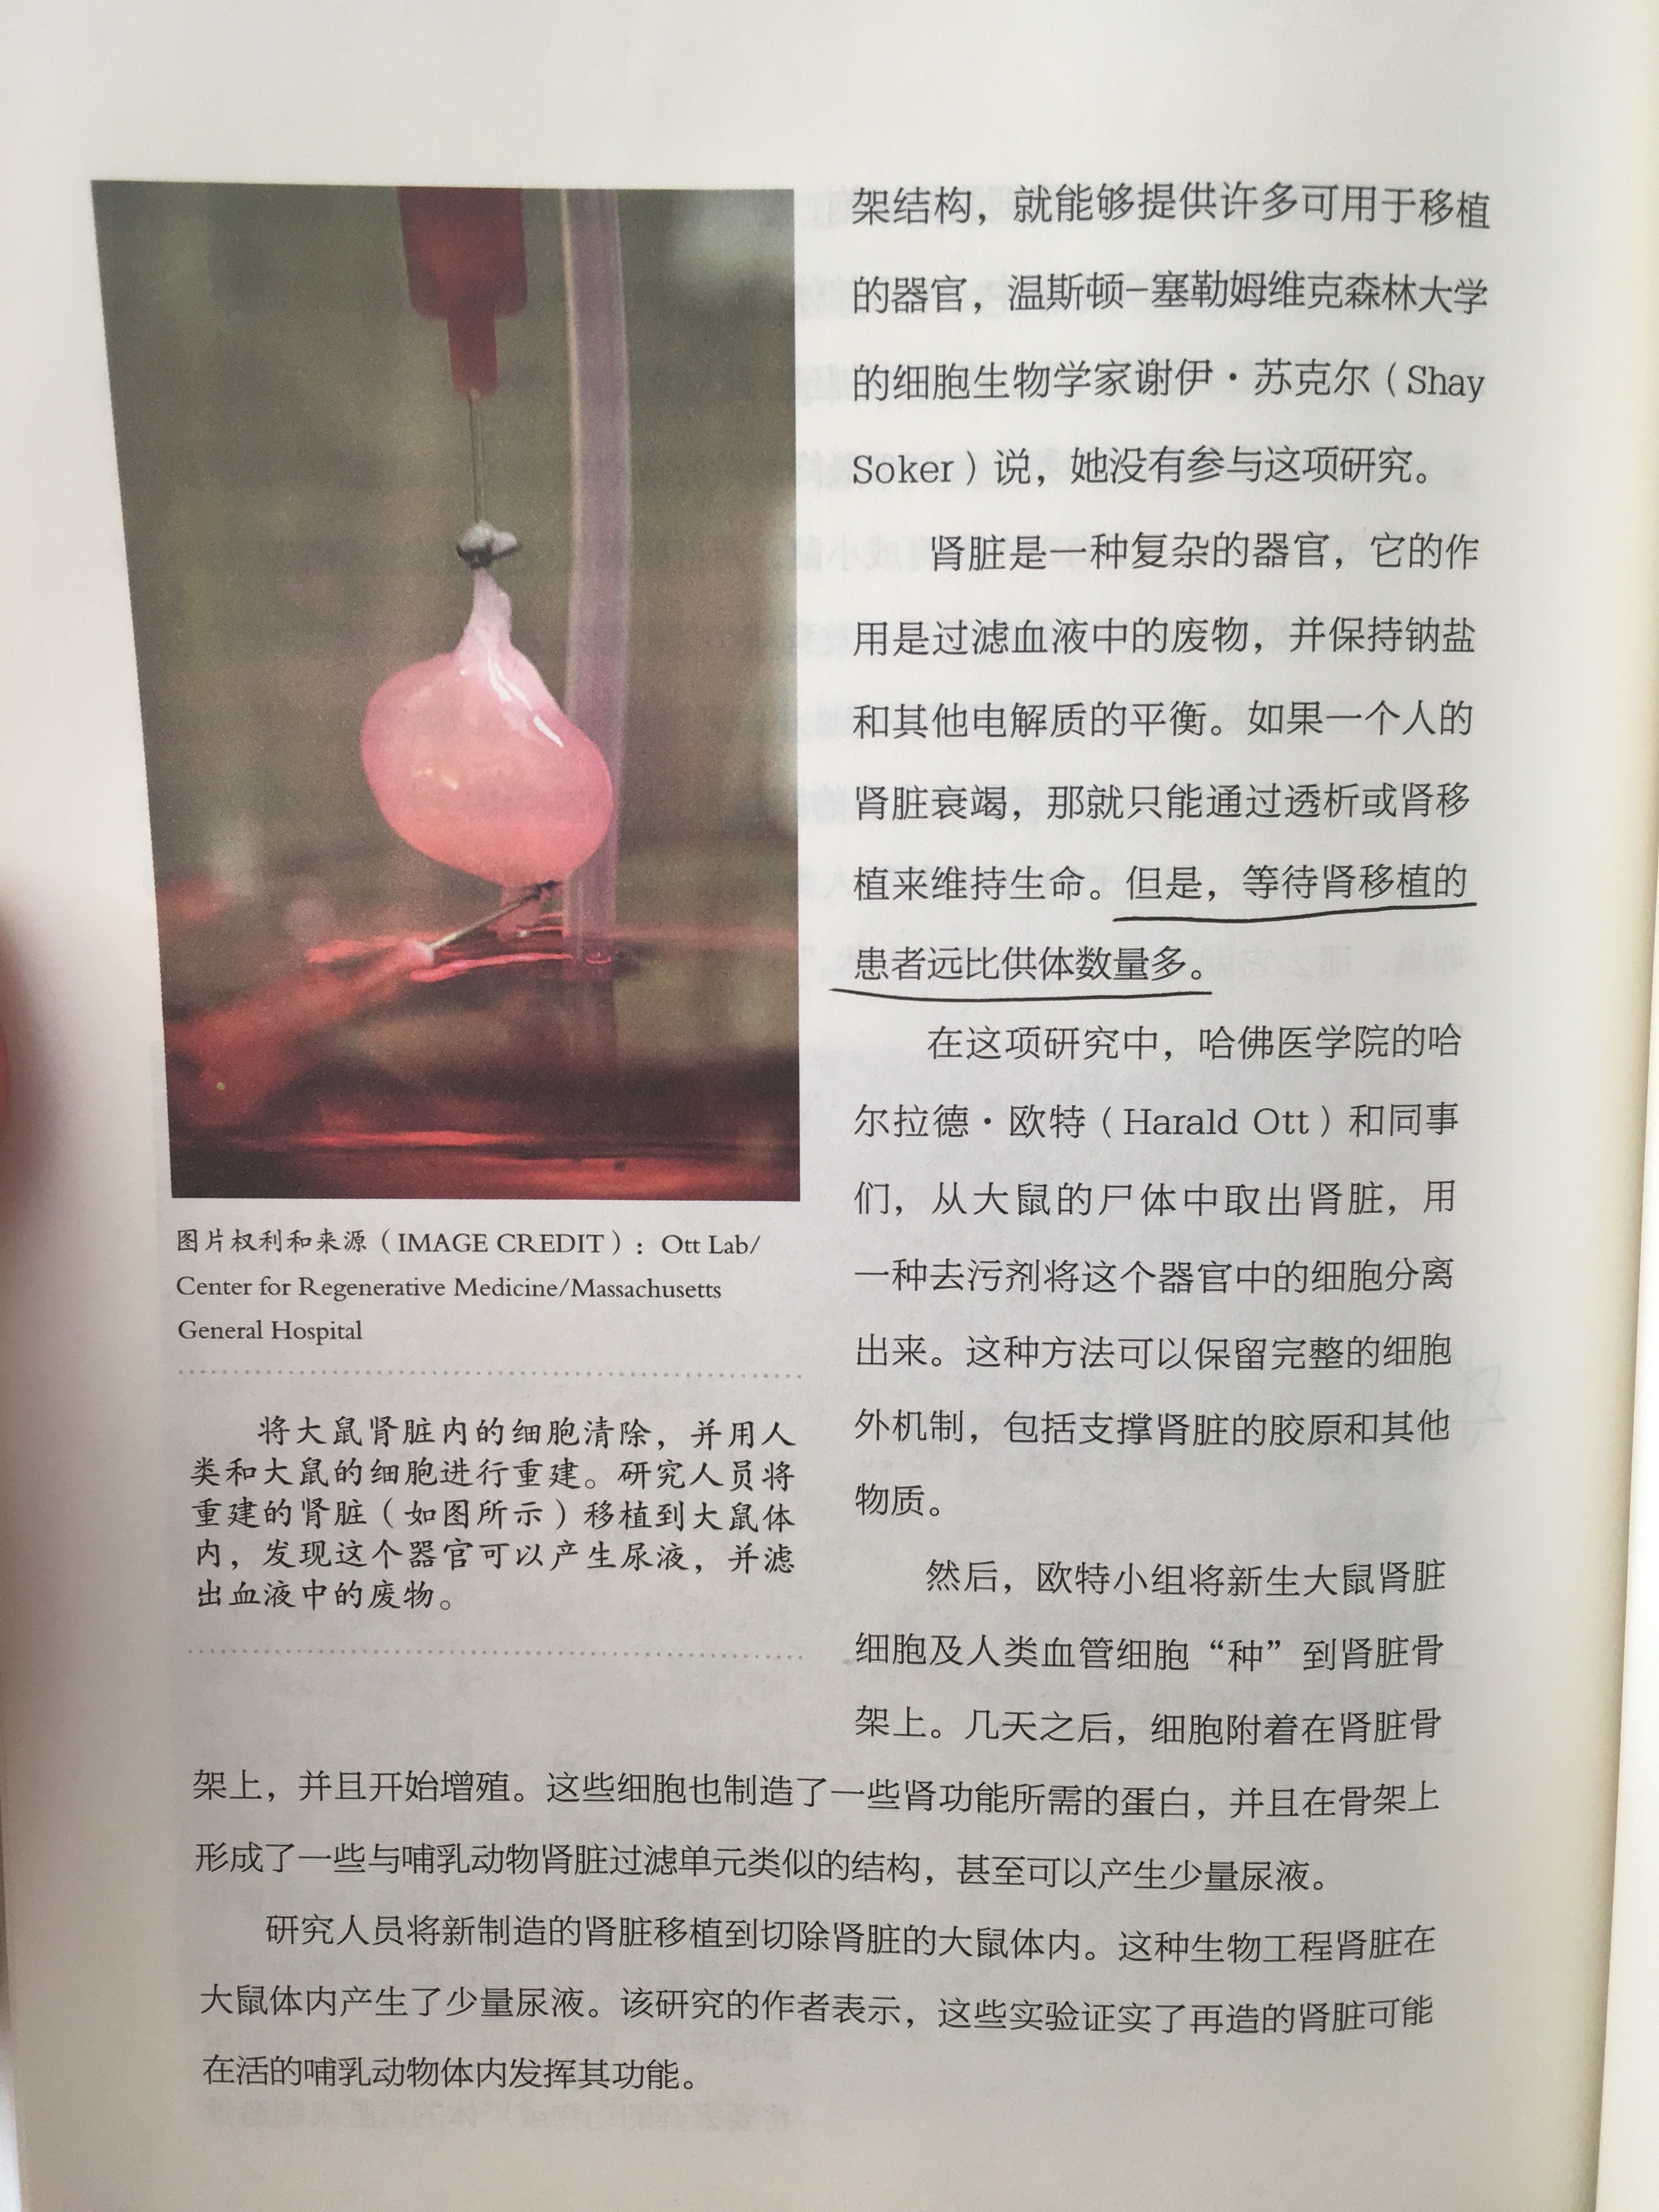 架结构，就能够提供许多可用于移植
的器官，温斯顿-塞勒姆维克森林大学
的细胞生物学家谢伊·苏克尔（Shay
Soker）说，她没有参与这项研究。
肾脏是一种复杂的器官，它的作
用是过滤血液中的废物，并保持钠盐
和其他电解质的平衡。如果一个人的
肾脏衰竭，那就只能通过透析或肾移
植来维持生命。但是，等待肾移植的
患者远比供体数量多。
在这项研究中，哈佛医学院的哈
尔拉德·欧特（Harald Ott）和同事
们，从大鼠的尸体中取出肾脏，用
一种去污剂将这个器官中的细胞分离
出来。这种方法可以保留完整的细胞
外机制，包括支撑肾脏的胶原和其他
物质。
然后，欧特小组将新生大鼠肾脏
细胞及人类血管细胞“种”到肾脏骨
架上。几天之后，细胞附着在肾脏骨
架上，并且开始增殖。这些细胞也制造了一些肾功能所需的蛋白，并且在骨架上
形成了一些与哺乳动物肾脏过滤单元类似的结构，甚至可以产生少量尿液。
研究人员将新制造的肾脏移植到切除肾脏的大鼠体内。这种生物工程肾脏在
大鼠体内产生了少量尿液。该研究的作者表示，这些实验证实了再造的肾脏可能
在活的哺乳动物体内发挥其功能。
图片权利和来源（IMAGE CREDIT）：Ott Lab/
Center for Regenerative Medicine/Massachusetts
General Hospital
将大鼠肾脏内的细胞清除，并用人
类和大鼠的细胞进行重建。研究人员将
重建的肾脏（如图所示）移植到大鼠体
内，发现这个器官可以产生尿液，并滤
出血液中的废物。